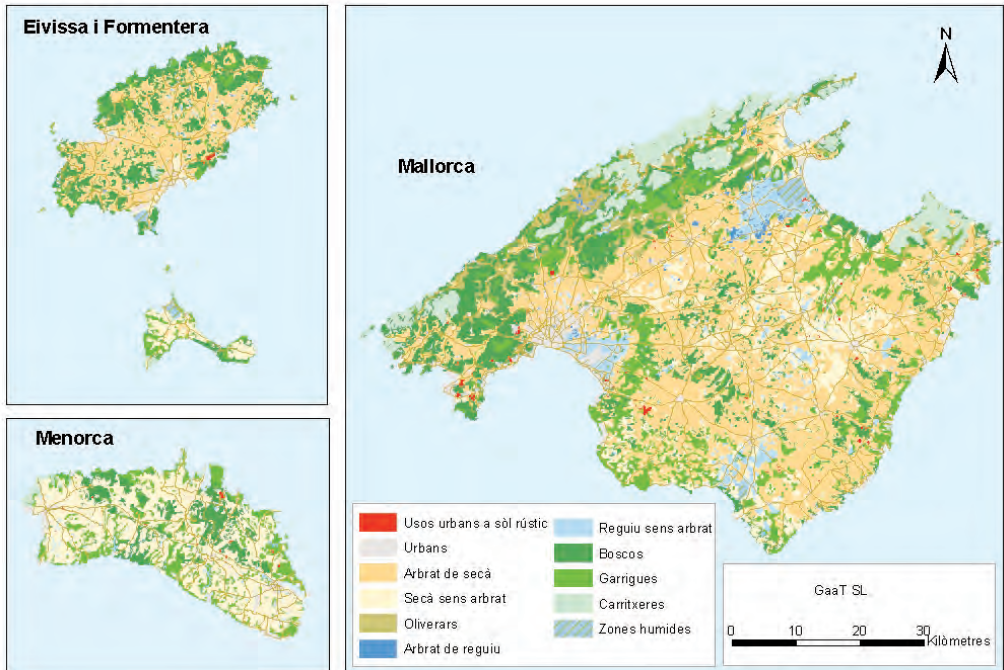 Eivissa i Formentera
N
Mallorca
Menorca
Usos urbans a sòl rústic
Urbans
Arbrat de secà
Secà sens arbrat
Oliverars
Arbrat de reguiu
Reguiu sens arbrat
Boscos
Garrigues
Carritxeres
Zones humides
GaaT SL
0 10 20 30
Kilòmetres